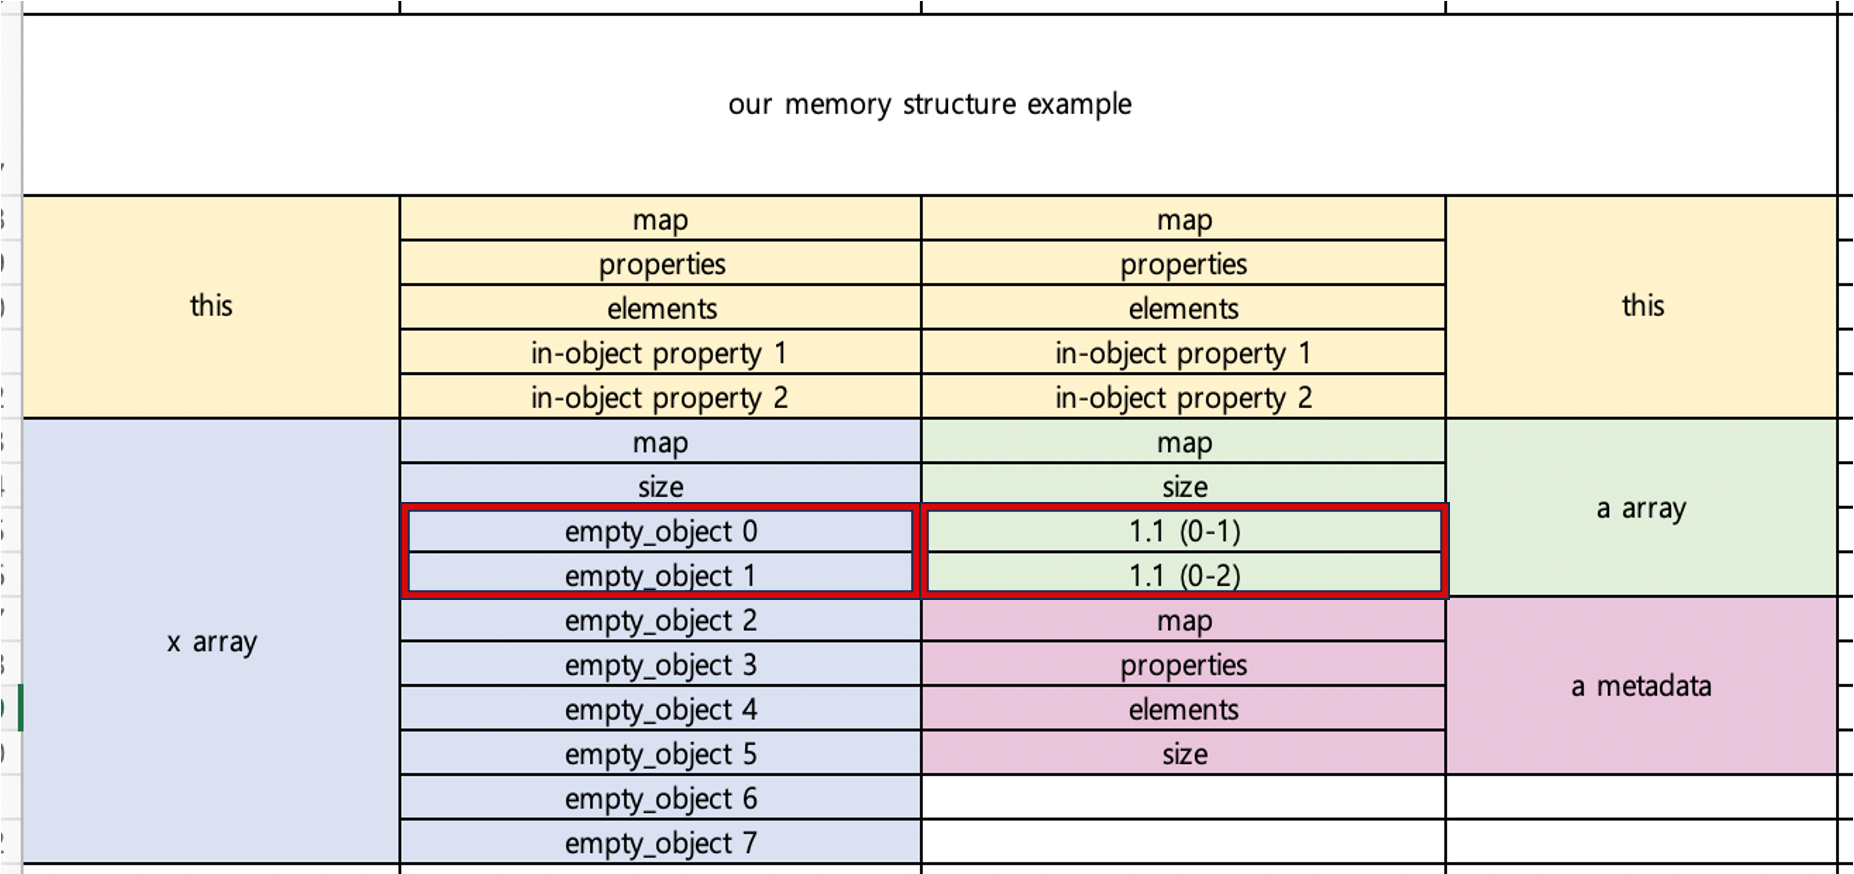 our memory structure example
this
map
map
this
properties
properties
elements
elements
in-object property 1
in-object property 1
in-object property 2
in-object property 2
x array
map
map
a array
size
size
empty_object 0
1.1 (0-1)
empty_object 1
1.1 (0-2)
empty_object 2
map
a metadata
empty_object 3
properties
empty_object 4
elements
empty_object 5
size
empty_object 6
empty_object 7